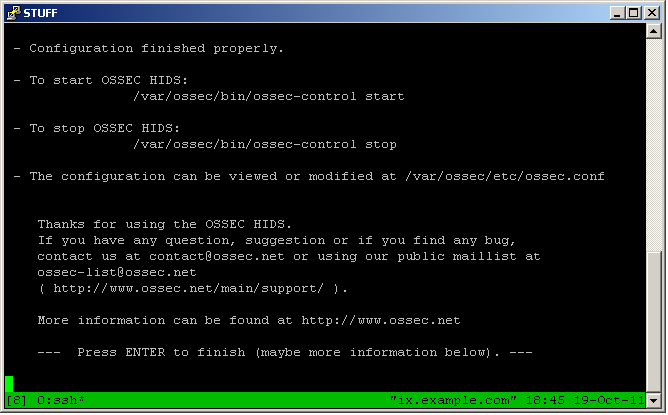 STUFF
- Configuration finished properly.
- To start OSSEC HIDS:
/var/ossec/bin/ossec-control start
- To stop OSSEC HIDS:
/var/ossec/bin/ossec-control stop
- The configuration can be viewed or modified at /var/ossec/etc/ossec.conf
Thanks for using the OSSEC HIDS.
If you have any question, suggestion or if you find any bug,
contact us at contact@ossec.net or using our public maillist at
ossec-list@ossec.net
( http://www.ossec.net/main/support/ ).
More information can be found at http://www.ossec.net
---  Press ENTER to finish (maybe more information below). ---
[8] 0:ssh* "ix.example.com" 18:45 19-Oct-11